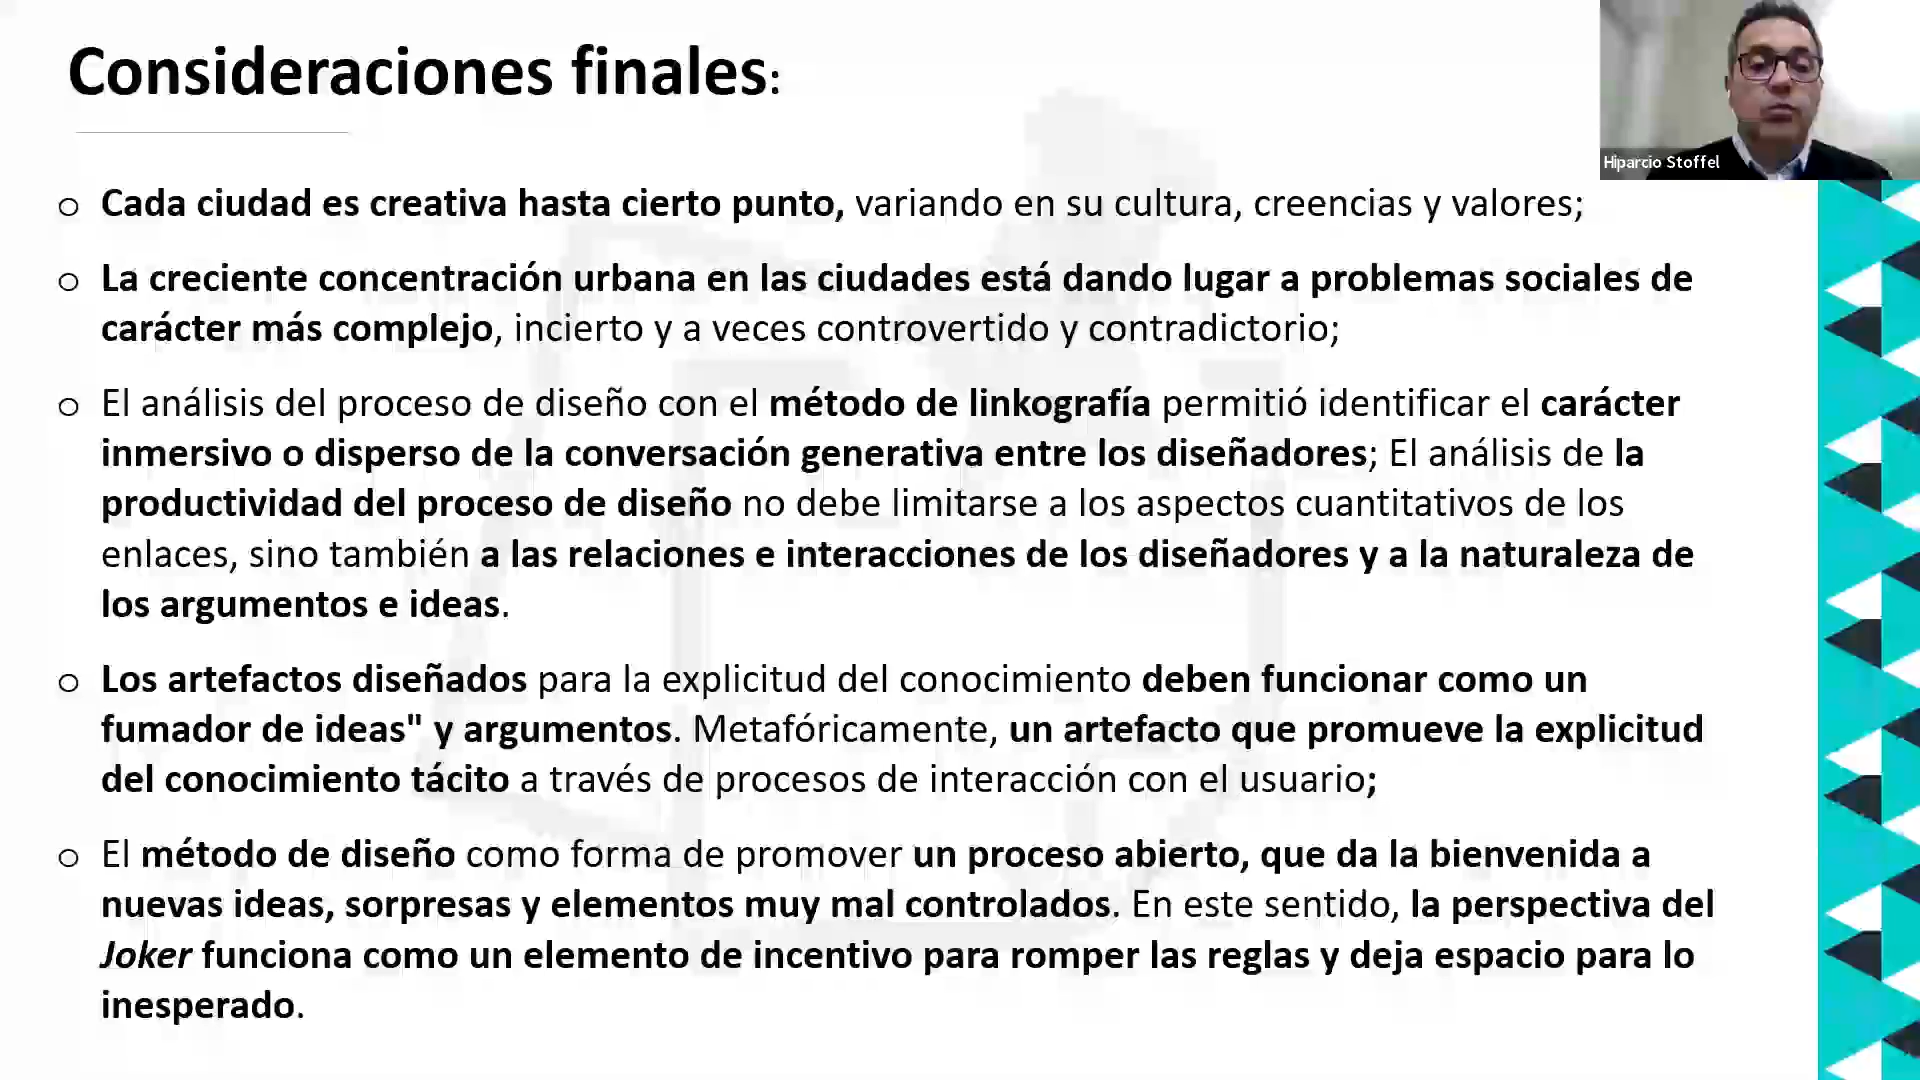 Consideraciones finales:
Hiparcio Stoffel
o Cada ciudad es creativa hasta cierto punto, variando en su cultura, creencias y valores;
o La creciente concentración urbana en las ciudades está dando lugar a problemas sociales de
carácter más complejo, incierto y a veces controvertido y contradictorio;
o El análisis del proceso de diseño con el método de linkografía permitió identificar el carácter
inmersivo o disperso de la conversación generativa entre los diseñadores; El análisis de la
productividad del proceso de diseño no debe limitarse a los aspectos cuantitativos de los
enlaces, sino también a las relaciones e interacciones de los diseñadores y a la naturaleza de
los argumentos e ideas.
o Los artefactos diseñados para la explicitud del conocimiento deben funcionar como un
fumador de ideas" y argumentos. Metafóricamente, un artefacto que promueve la explicitud
del conocimiento tácito a través de procesos de interacción con el usuario;
o El método de diseño como forma de promover un proceso abierto, que da la bienvenida a
nuevas ideas, sorpresas y elementos muy mal controlados. En este sentido, la perspectiva del
Joker funciona como un elemento de incentivo para romper las reglas y deja espacio para lo
inesperado.